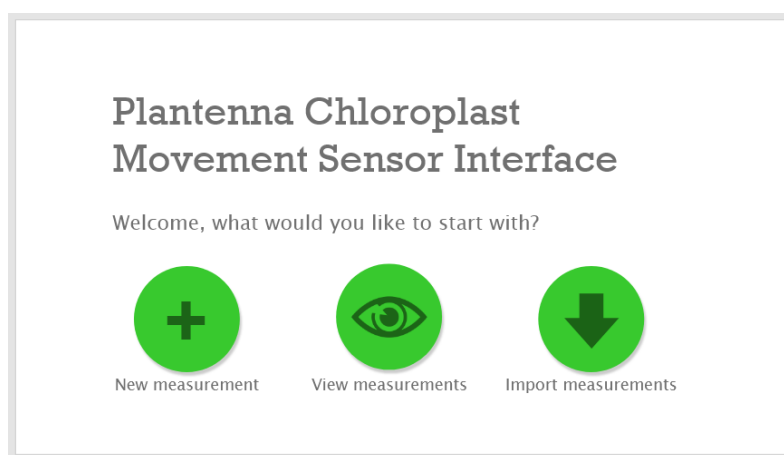 Plantenna Chloroplast
Movement Sensor Interface
Welcome, what would you like to start with?
New measurement
View measurements
Import measurements